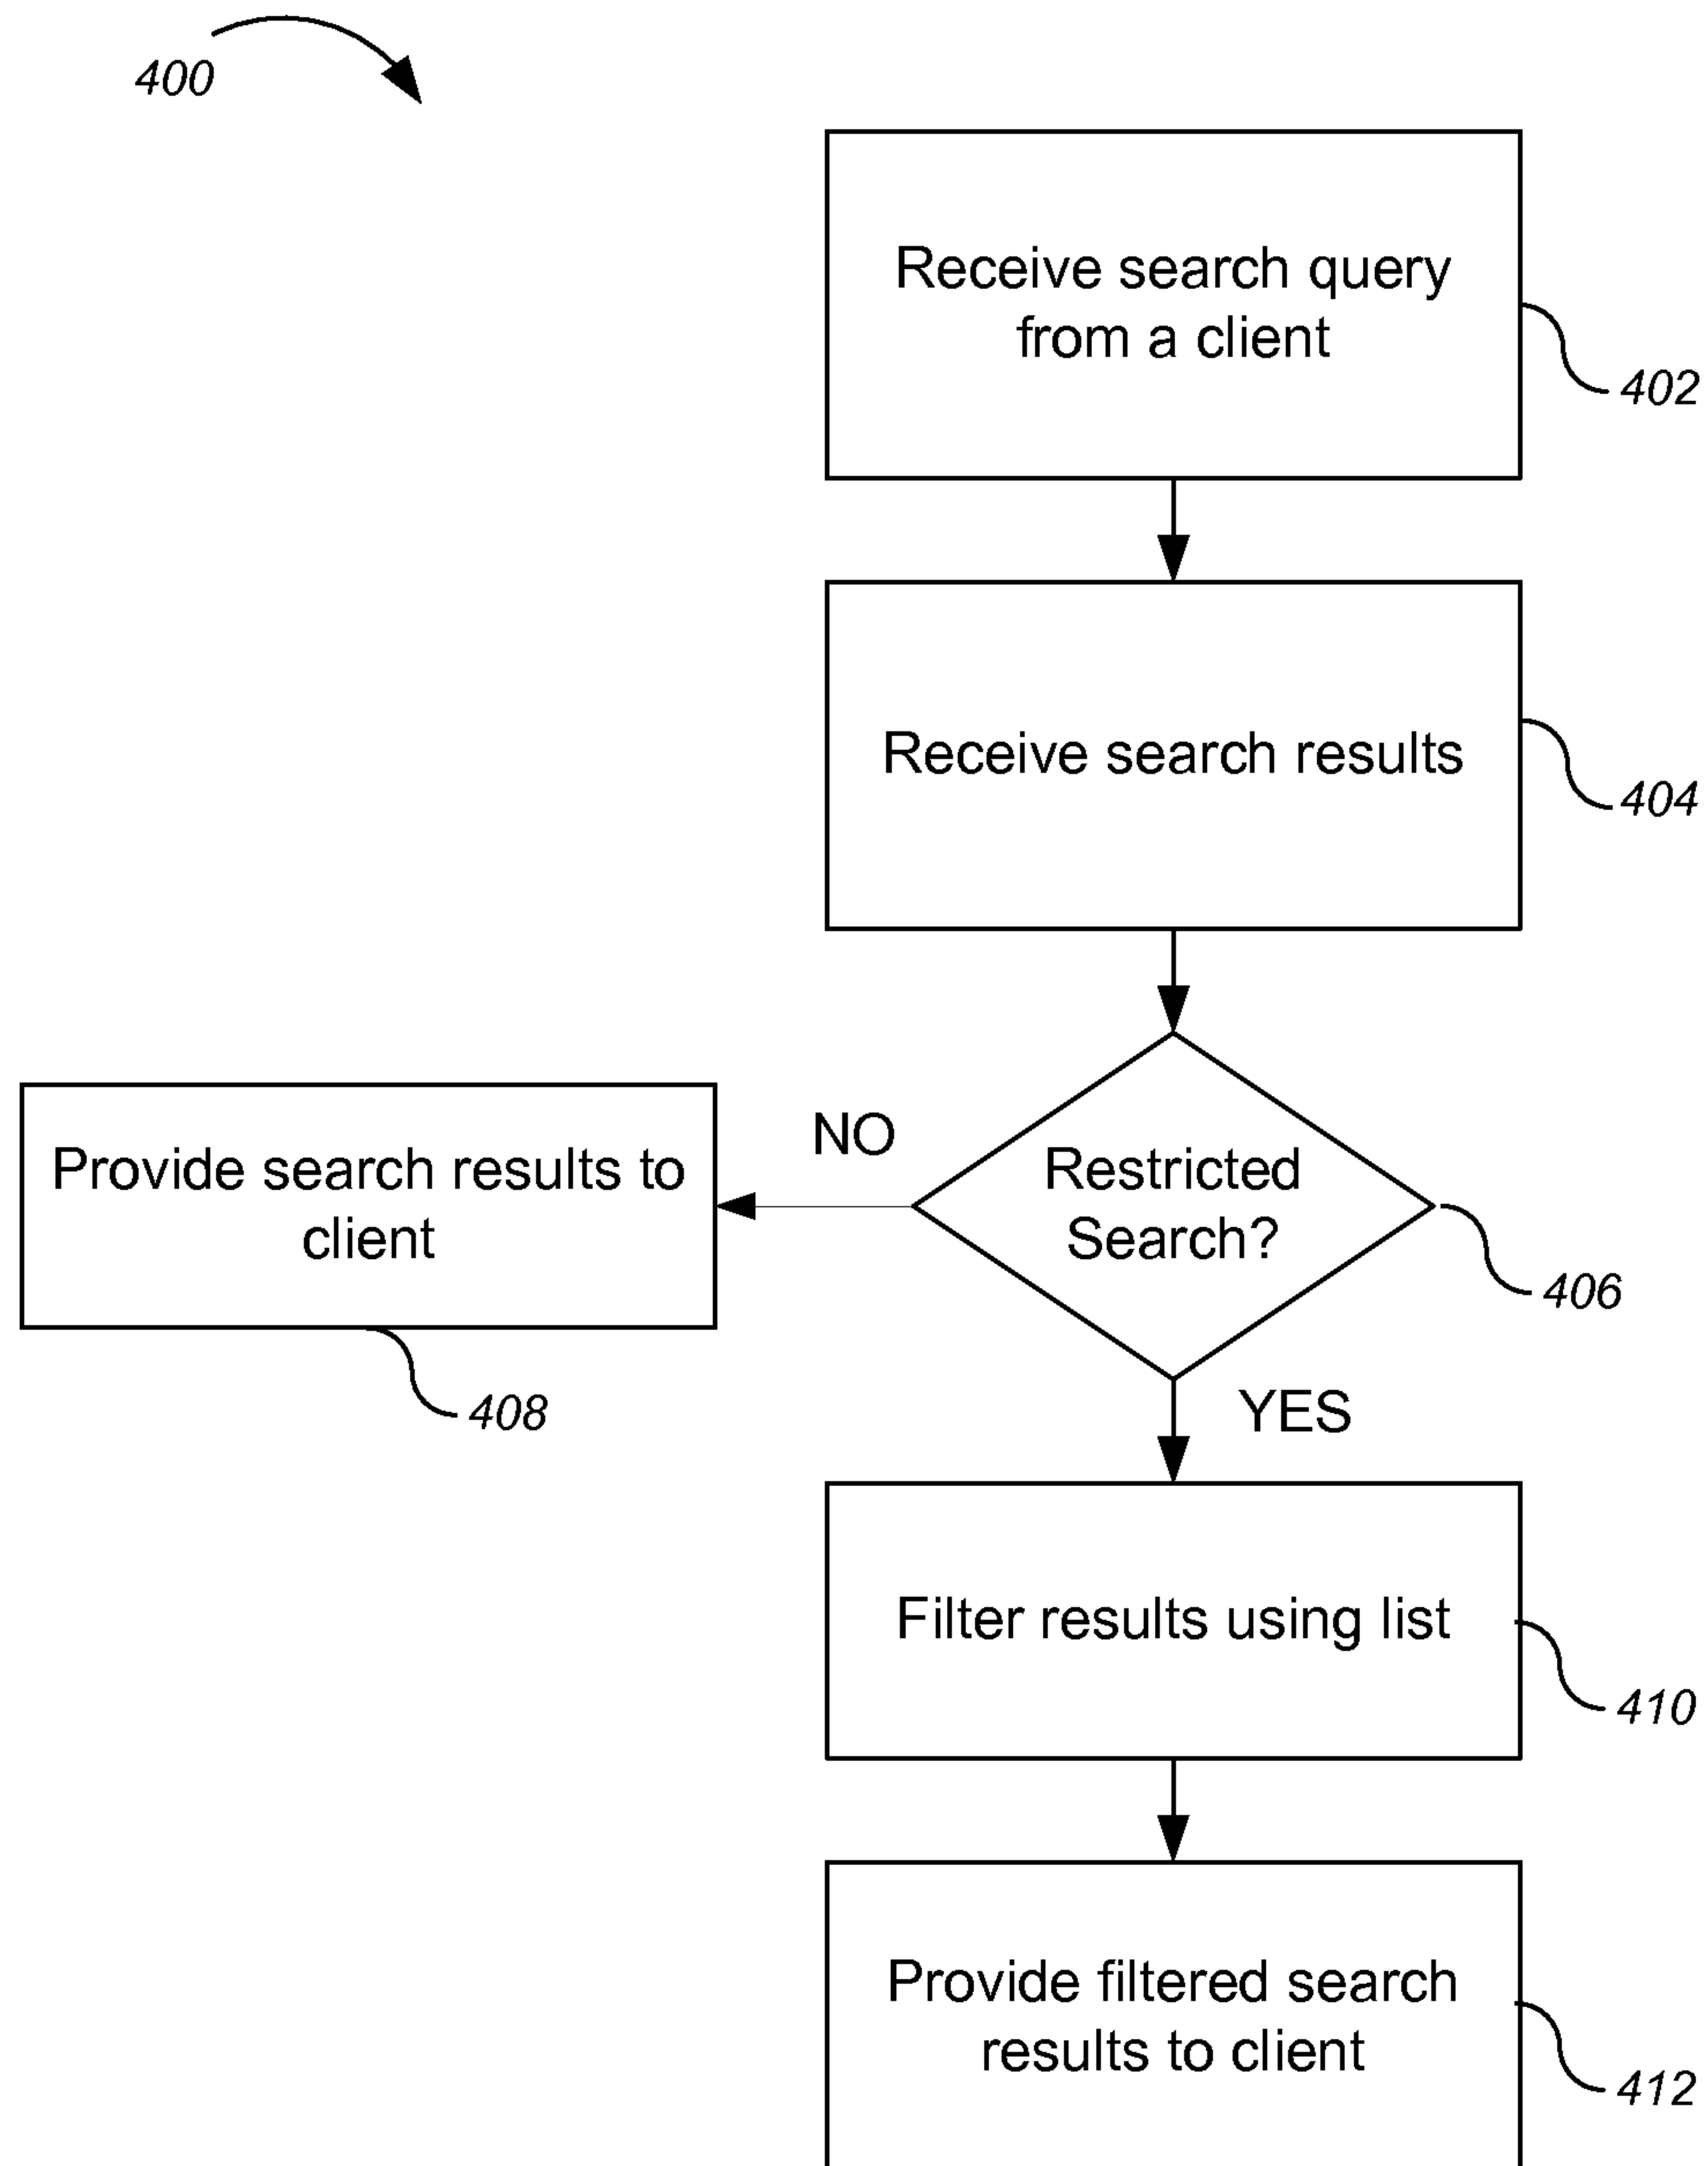 400
Receive search query
from a client
402
Receive search results
404
NO
Restricted
Search?
406
Provide search results to
client
408
YES
Filter results using list
410
Provide filtered search
results to client
412